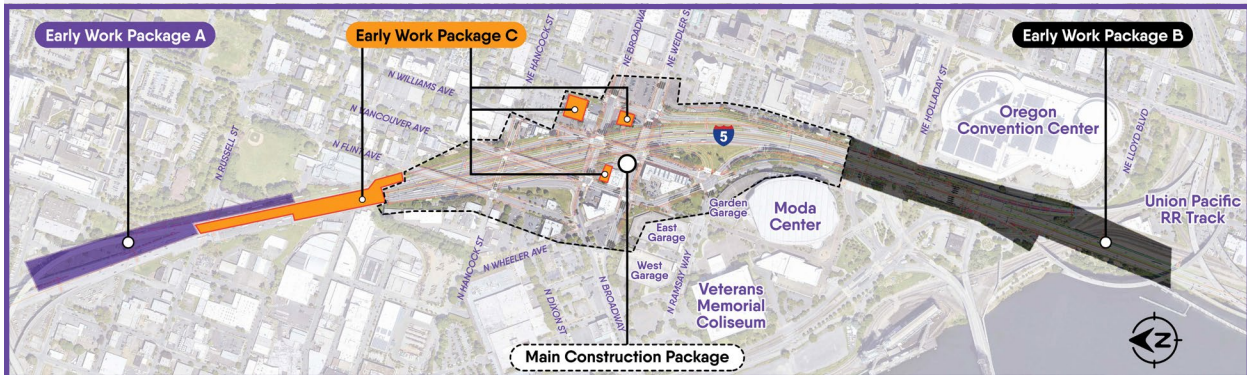 Early Work Package A
Early Work Package C
Early Work Package B
NE HANCOCK ST
NE BROADWAY
NE WEIDLER ST
N WILLIAMS AVE
N VANCOUVER AVE
N FLINT AVE
N RUSSELL ST
5
NE HOLLADAY ST
Oregon
Convention Center
NE LLOYD BLVD
Union Pacific
RR Track
Garden
Garage
Moda
Center
East
Garage
West
Garage
N HANCOCK ST
N WHEELER AVE
N DIXON ST
N BROADWAY
N RAMSAY WAY
Veterans
Memorial
Coliseum
Main Construction Package
Z